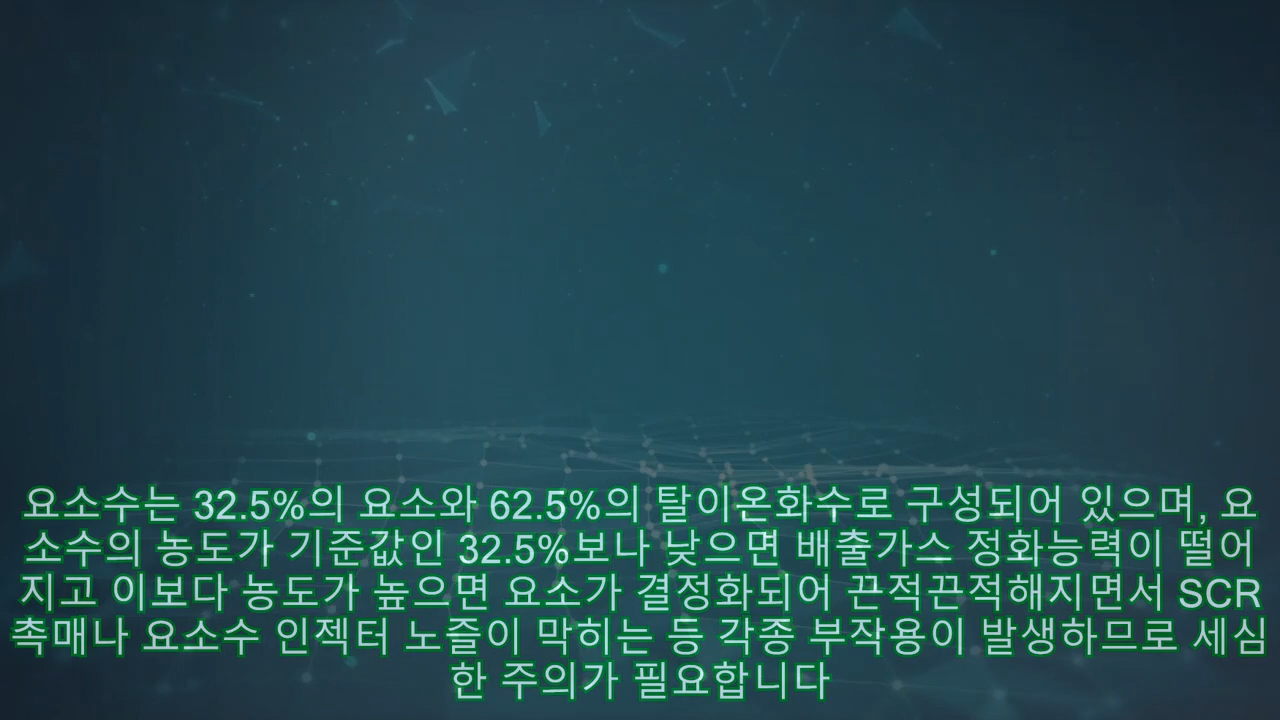 요소수는 32.5%의 요소와 62.5%의 탈이온화수로 구성되어 있으며, 요
소수의 농도가 기준값인 32.5%보나 낮으면 배출가스 정화능력이 떨어
지고 이보다 농도가 높으면 요소가 결정화되어 끈적끈적해지면서 SCR
촉매나 요소수 인젝터 노즐이 막히는 등 각종 부작용이 발생하므로 세심
한 주의가 필요합니다